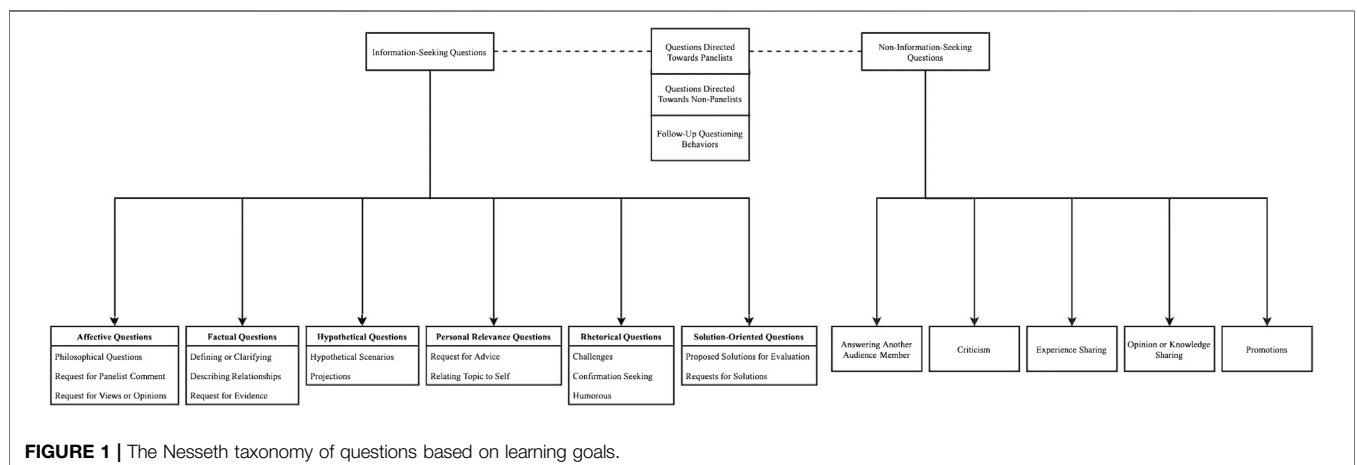 Information-Seeking Questions
Questions Directed
Towards Panelists
Non-Information-Seeking
Questions
Questions Directed
Towards Non-Panelists
Follow-Up Questioning
Behaviors
Affective Questions
Philosophical Questions
Request for Panelist Comment
Request for Views or Opinions
Factual Questions
Defining or Clarifying
Describing Relationships
Request for Evidence
Hypothetical Questions
Hypothetical Scenarios
Projections
Personal Relevance Questions
Request for Advice
Relating Topic to Self
Rhetorical Questions
Challenges
Confirmation Seeking
Humorous
Solution-Oriented Questions
Proposed Solutions for Evaluation
Requests for Solutions
Answering Another
Audience Member
Criticism
Experience Sharing
Opinion or Knowledge
Sharing
Promotions
FIGURE 1 | The Nesseth taxonomy of questions based on learning goals.